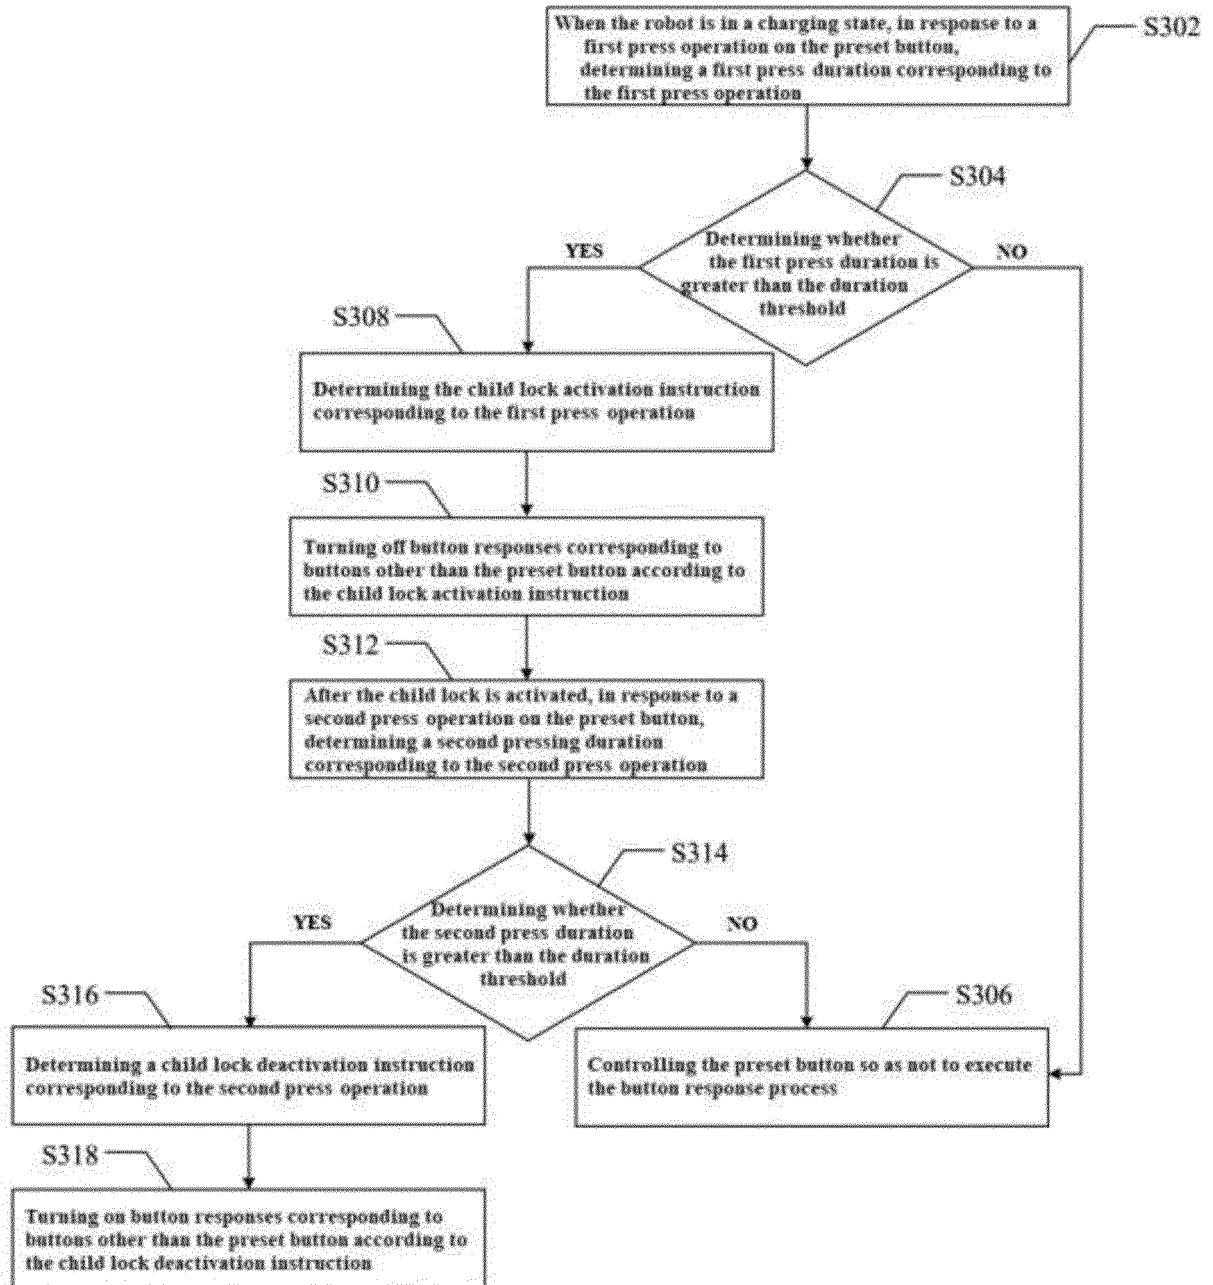 When the robot is in a charging state, in response to a
first press operation on the preset button,
determining a first press duration corresponding to
the first press operation
S302
S304
Determining whether
the first press duration is
greater than the duration
threshold
YES
NO
S308
Determining the child lock activation instruction
corresponding to the first press operation
S310
Turning off button responses corresponding to
buttons other than the preset button according to
the child lock activation instruction
S312
After the child lock is activated, in response to a
second press operation on the preset button,
determining a second pressing duration
corresponding to the second press operation
S314
Determining whether
the second press duration
is greater than the duration
threshold
YES
NO
S316
Determining a child lock deactivation instruction
corresponding to the second press operation
S306
Controlling the preset button so as not to execute
the button response process
S318
Turning on button responses corresponding to
buttons other than the preset button according to
the child lock deactivation instruction